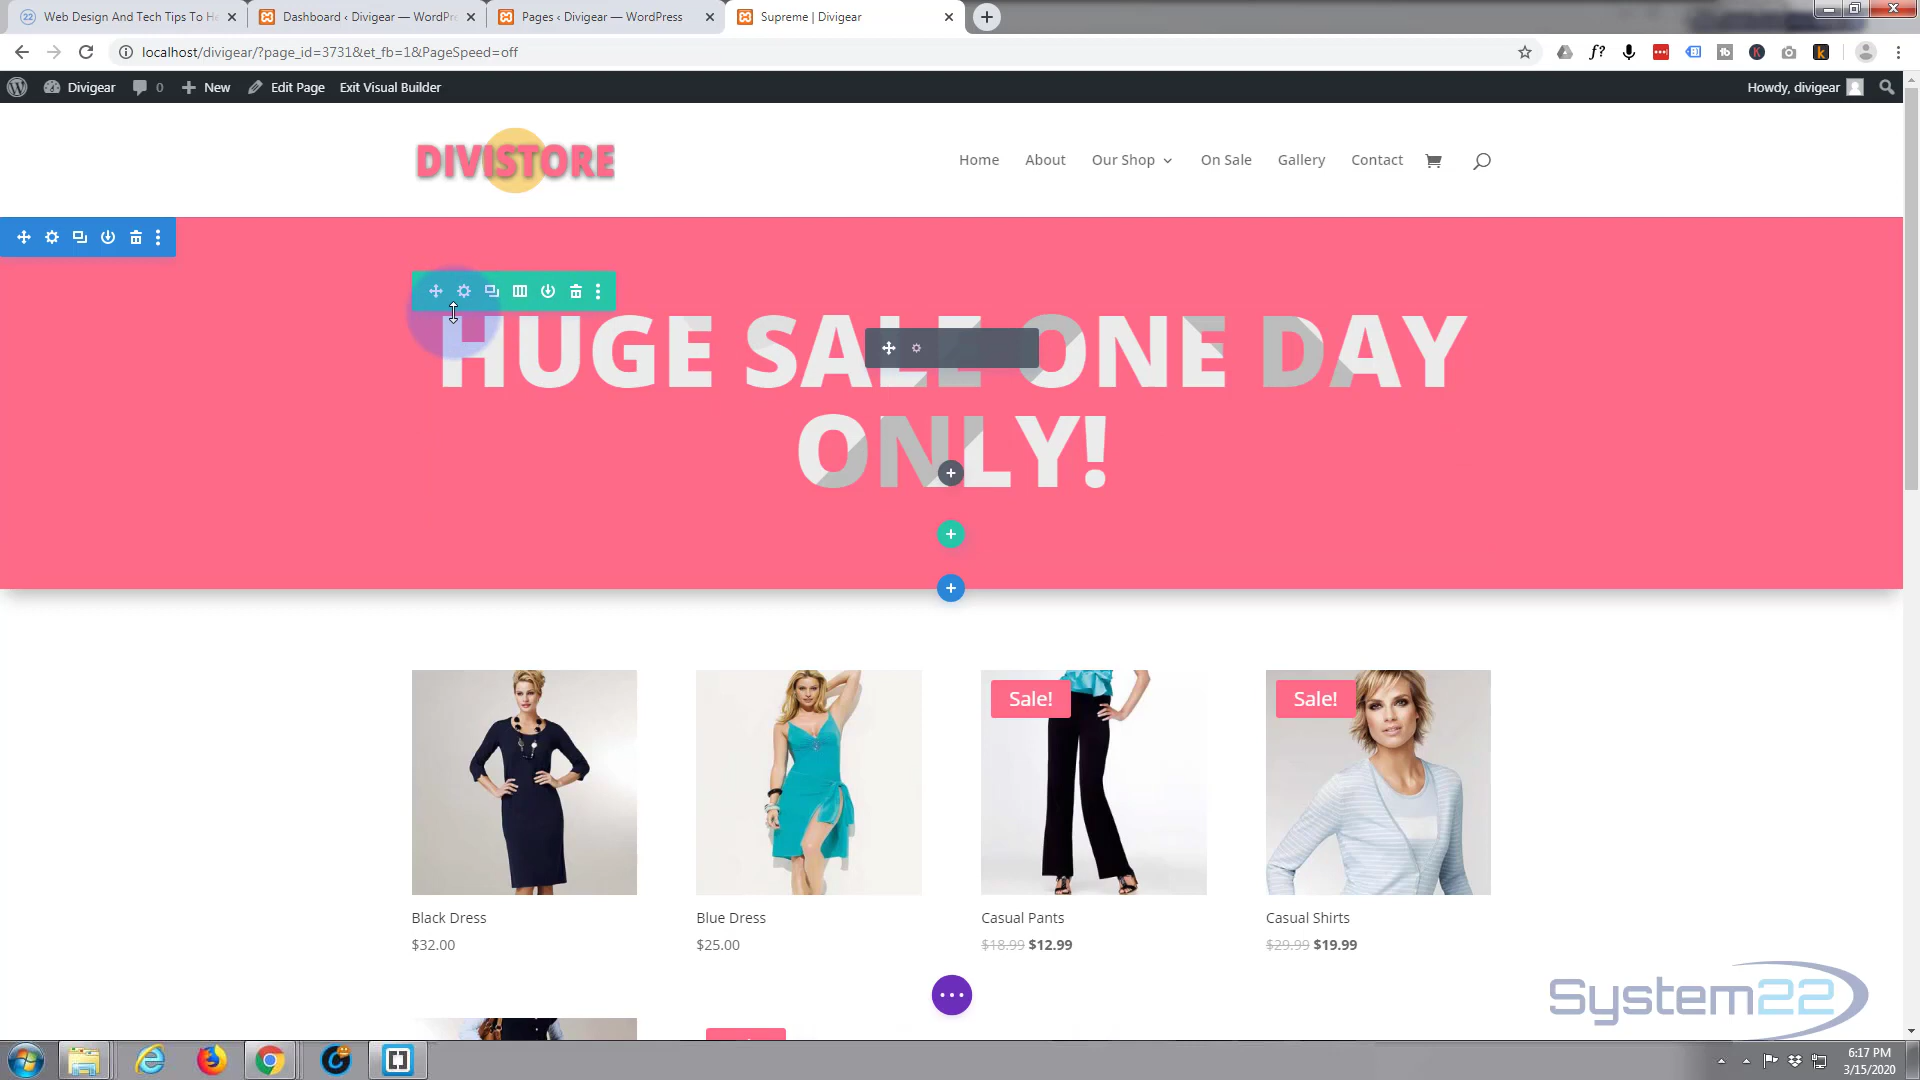 Web Design And Tech Tips To He
Dashboard ‹ Divigear — WordPre
Pages ‹ Divigear — WordPress
Supreme | Divigear
localhost/divigear/?page_id=3731&et_fb=1&PageSpeed=off
Divigear
0
New
Edit Page
Exit Visual Builder
Howdy, divigear
DIVISTORE
Home
About
Our Shop
On Sale
Gallery
Contact
HUGE SALE ONE DAY
ONLY!
Sale!
Sale!
Black Dress
Blue Dress
Casual Pants
Casual Shirts
$32.00
$25.00
$18.99 $12.99
$29.99 $19.99
System22
6:17 PM
3/15/2020